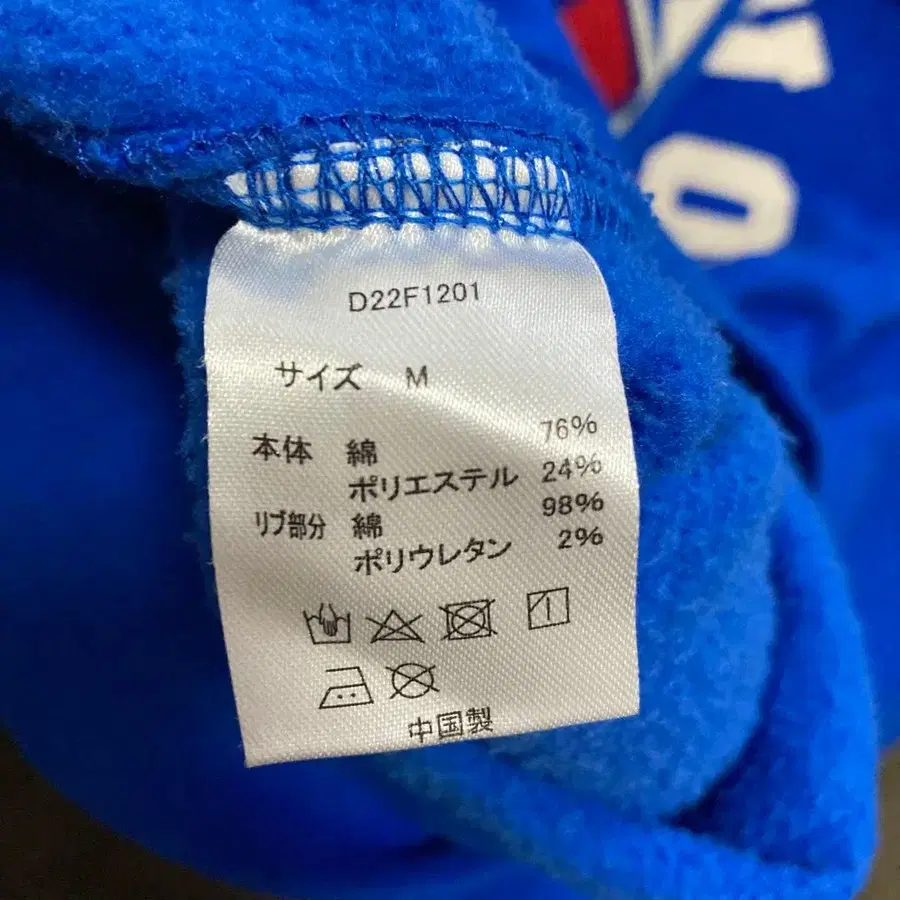 D22F1201
サイズ M
本体 綿 76%
ポリエステル 24%
リブ部分 綿 98%
ポリウレタン 2%
中国製